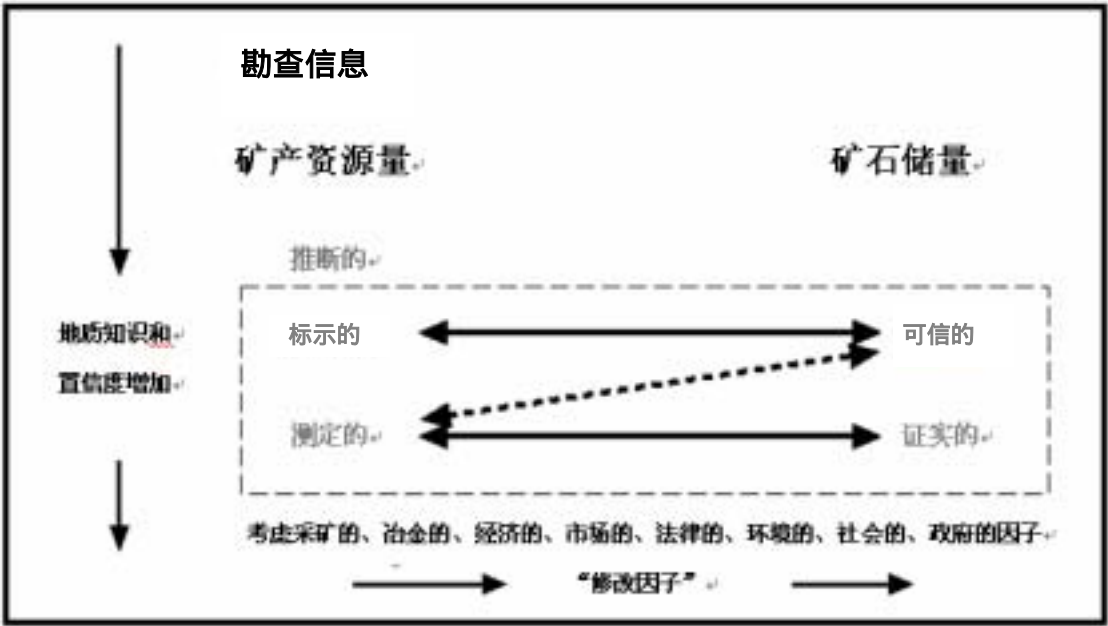 勘查信息
矿产资源量
矿石储量
推断的
地质知识和
置信度增加
标示的
可信的
测定的
证实的
考虑采矿的、冶金的、经济的、市场的、法律的、环境的、社会的、政府的因子
“修改因子”